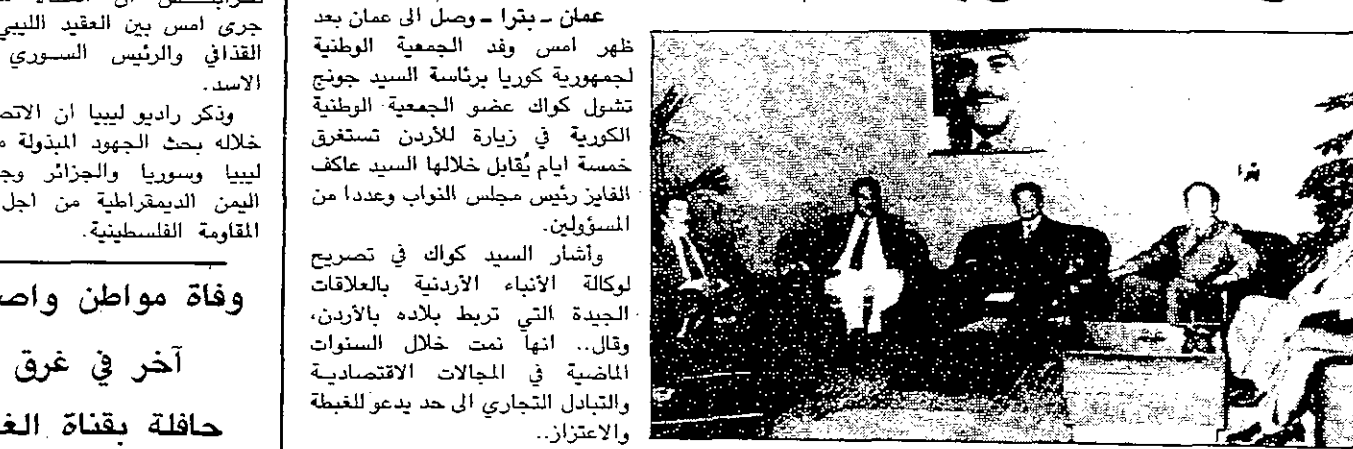 عمان ـ بترا ـ وصل الى عمان بعد
ظهر امس وفد الجمعية الوطنية
لجمهورية كوريا برئاسة السيد جونج
تشول كواك عضو الجمعية الوطنية
الكورية في زيارة للأردن تستغرق
خمسة ايام يُقابل خلالها السيد عاكف
الفايز رئيس مجلس النواب وعددا من
المسؤولين.
وأشار السيد كواك في تصريح
لوكالة الأنباء الأردنية بالعلاقات
الجيدة التي تربط بلاده بالأردن،
وقال.. انها نمت خلال السنوات
الماضية في المجالات الاقتصادية
والتبادل التجاري الى حد يدعو للغبطة
والاعتزاز..
جرى امس بين العقيد الليبي
القذافي والرئيس السوري
الاسد.
وذكر راديو ليبيا ان
خلاله بحث الجهود المبذولة
ليبيا وسوريا والجزائر
اليمن الديمقراطية من اجل
المقاومة الفلسطينية.
وفاة مواطن
آخر في غرق
حافلة بقناة
بترا